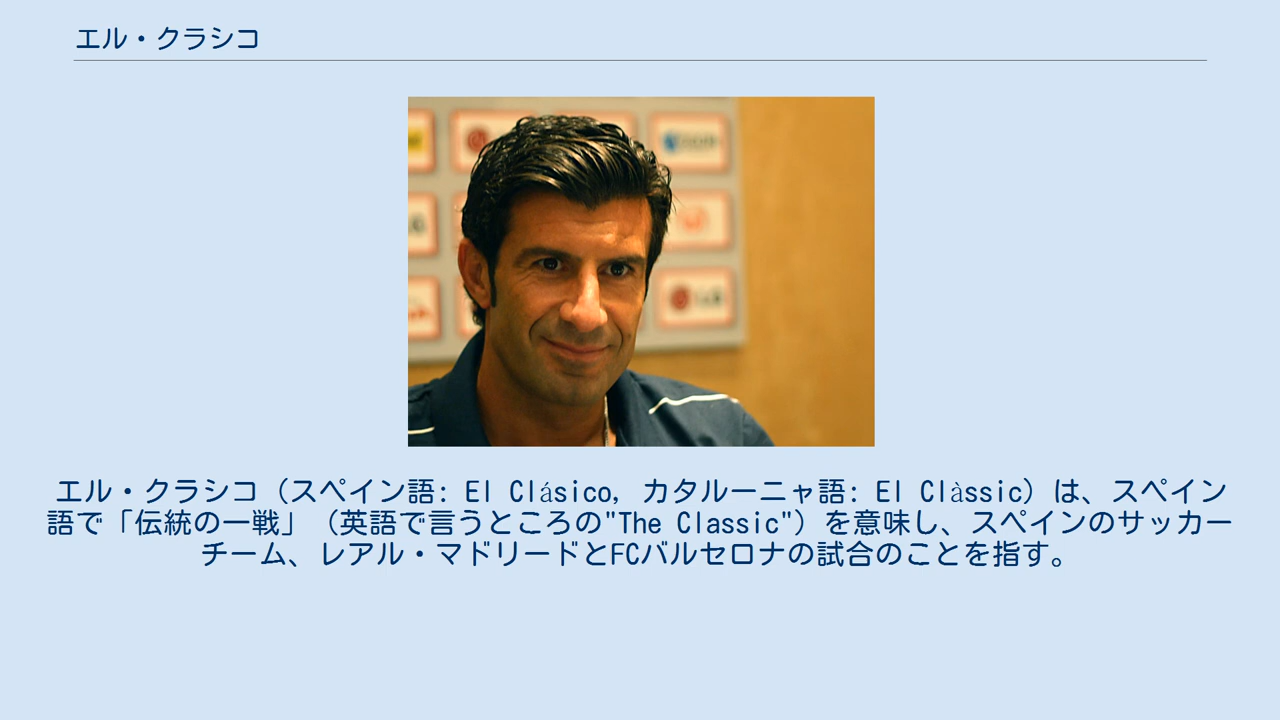 エル・クラシコ
LG
エル・クラシコ（スペイン語: El Clásico, カタルーニャ語: El Clàssic）は、スペイン
語で「伝統の一戦」（英語で言うところの"The Classic"）を意味し、スペインのサッカー
チーム、レアル・マドリードとFCバルセロナの試合のことを指す。